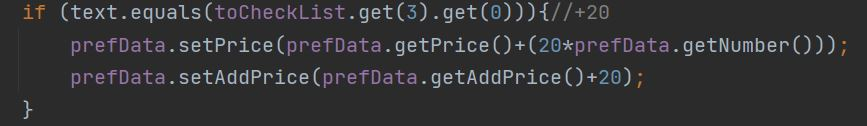 if (text.equals(toCheckList.get(3).get(0))){//+20
prefData.setPrice(prefData.getPrice()+(20*prefData.getNumber()));
prefData.setAddPrice(prefData.getAddPrice()+20);
}